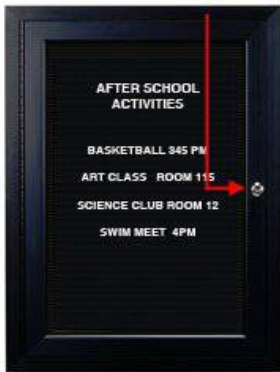 AFTER SCHOOL
ACTIVITIES
BASKETBALL 345 PM
ART CLASS ROOM 115
SCIENCE CLUB ROOM 12
SWIM MEET 4PM